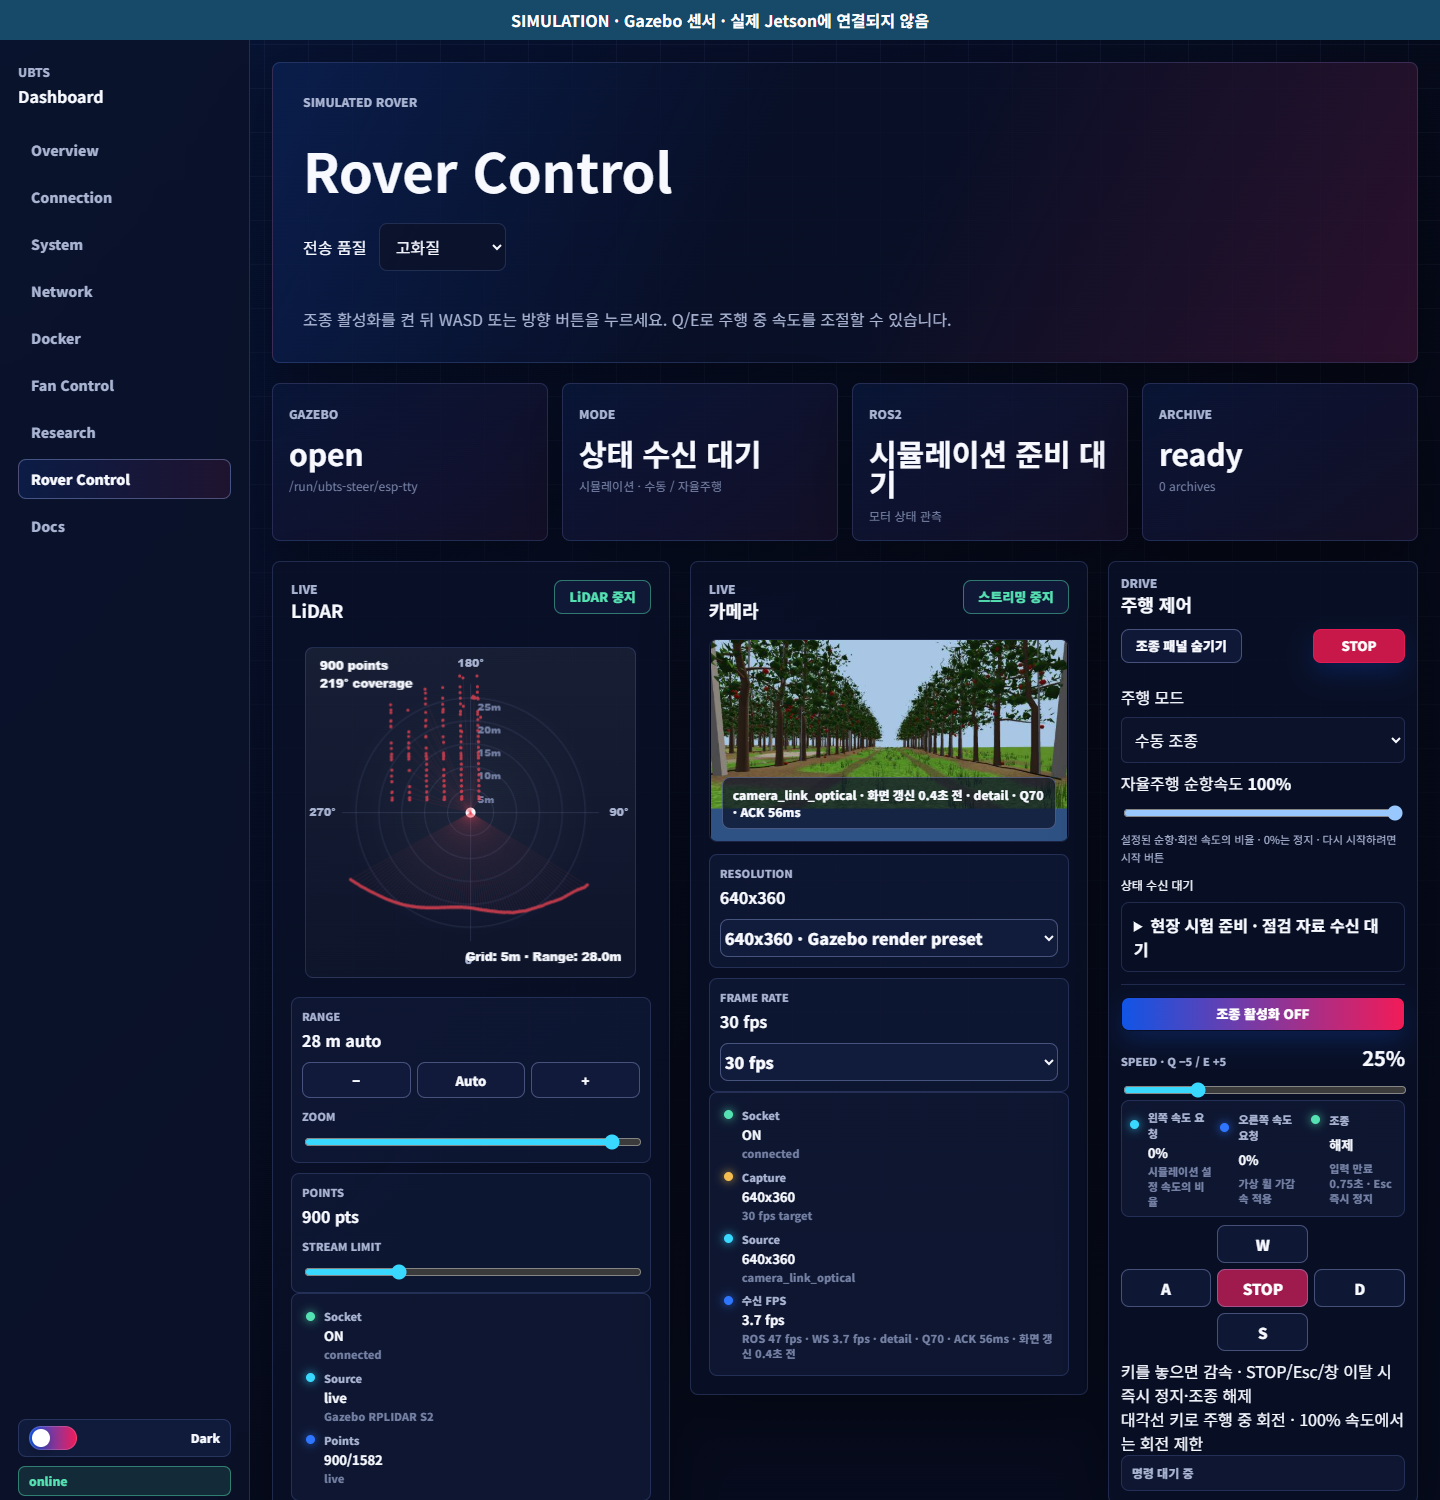 SIMULATION · Gazebo 센서 · 실제 Jetson에 연결되지 않음
UBTS
Dashboard
Overview
Connection
System
Network
Docker
Fan Control
Research
Rover Control
Docs
Dark
online
SIMULATED ROVER
Rover Control
전송 품질
고화질
조종 활성화를 켠 뒤 WASD 또는 방향 버튼을 누르세요. Q/E로 주행 중 속도를 조절할 수 있습니다.
GAZEBO
open
/run/ubts-steer/esp-tty
MODE
상태 수신 대기
시뮬레이션 · 수동 / 자율주행
ROS2
시뮬레이션 준비 대
기
모터 상태 관측
ARCHIVE
ready
0 archives
LIVE
LiDAR
LiDAR 중지
900 points
219° coverage
180°
25m
20m
15m
10m
5m
270°
90°
Grid: 5m · Range: 28.0m
RANGE
28 m auto
−
Auto
+
ZOOM
POINTS
900 pts
STREAM LIMIT
Socket
ON
connected
Source
live
Gazebo RPLIDAR S2
Points
900/1582
live
LIVE
카메라
스트리밍 중지
camera_link_optical · 화면 갱신 0.4초 전 · detail · Q70
· ACK 56ms
RESOLUTION
640x360
640x360 · Gazebo render preset
FRAME RATE
30 fps
30 fps
Socket
ON
connected
Capture
640x360
30 fps target
Source
640x360
camera_link_optical
수신 FPS
3.7 fps
ROS 47 fps · WS 3.7 fps · detail · Q70 · ACK 56ms · 화면 갱
신 0.4초 전
DRIVE
주행 제어
조종 패널 숨기기
STOP
주행 모드
수동 조종
자율주행 순항속도 100%
설정된 순항·회전 속도의 비율 · 0%는 정지 · 다시 시작하려면
시작 버튼
상태 수신 대기
▶ 현장 시험 준비 · 점검 자료 수신 대
기
조종 활성화 OFF
SPEED · Q −5 / E +5
25%
왼쪽 속도 요
청
0%
시뮬레이션 설
정 속도의 비
율
오른쪽 속도
요청
0%
가상 휠 가감
속 적용
조종
해제
입력 만료
0.75초 · Esc
즉시 정지
W
A
STOP
D
S
키를 놓으면 감속 · STOP/Esc/창 이탈 시
즉시 정지·조종 해제
대각선 키로 주행 중 회전 · 100% 속도에서
는 회전 제한
명령 대기 중